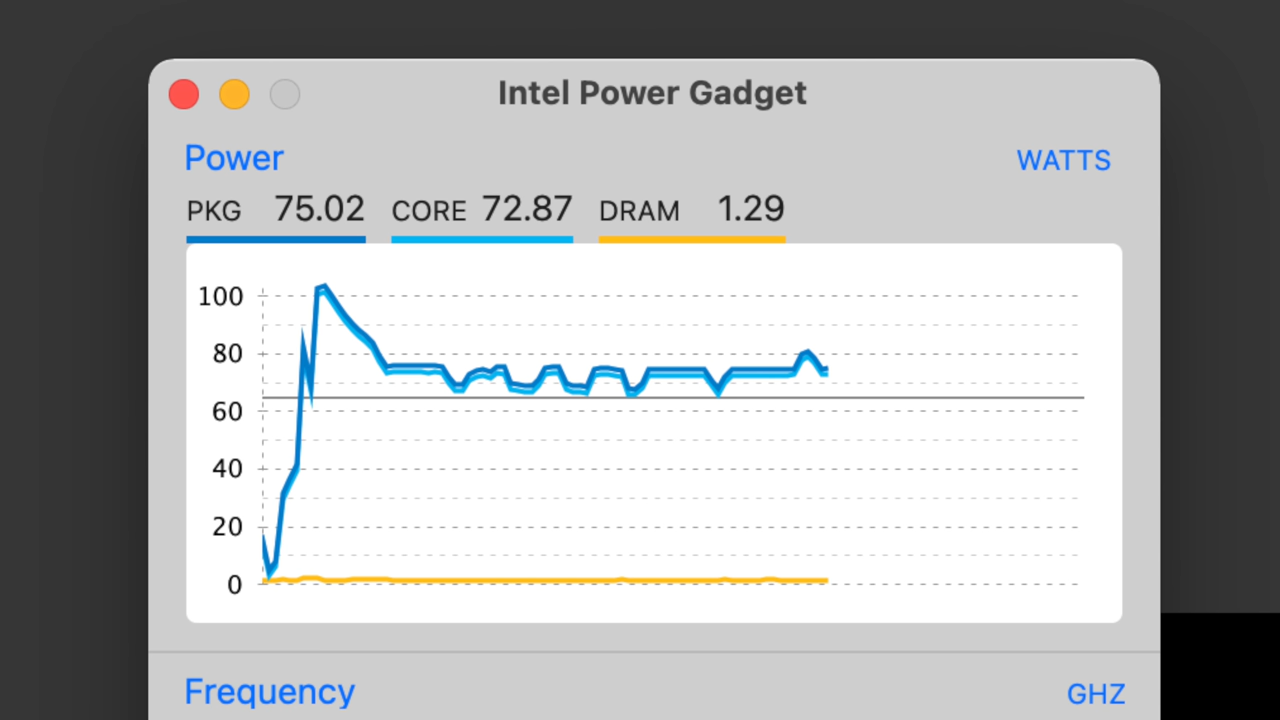 Intel Power Gadget
Power WATTS
PKG 75.02 CORE 72.87 DRAM 1.29
100
80
60
40
20
0
Frequency GHZ